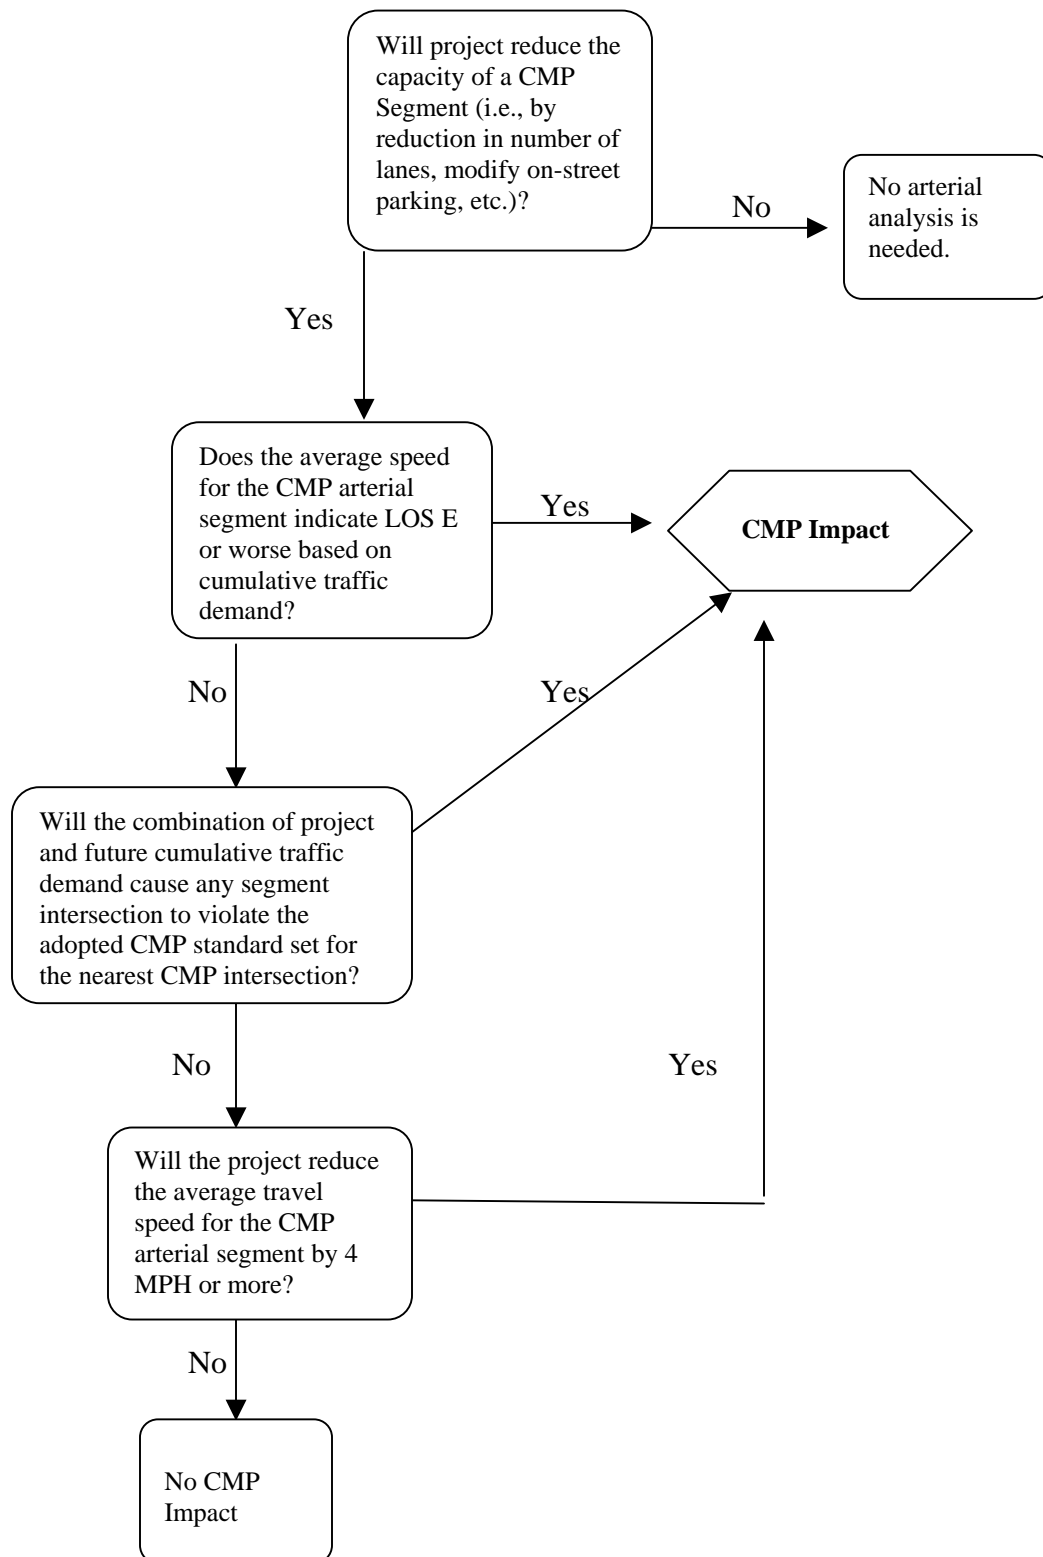 Will project reduce the
capacity of a CMP
Segment (i.e., by
reduction in number of
lanes, modify on-street
parking, etc.)?
No
No arterial
analysis is
needed.
Yes
Does the average speed
for the CMP arterial
segment indicate LOS E
or worse based on
cumulative traffic
demand?
Yes
CMP Impact
No
Yes
Will the combination of project
and future cumulative traffic
demand cause any segment
intersection to violate the
adopted CMP standard set for
the nearest CMP intersection?
No
Yes
Will the project reduce
the average travel
speed for the CMP
arterial segment by 4
MPH or more?
No
No CMP
Impact